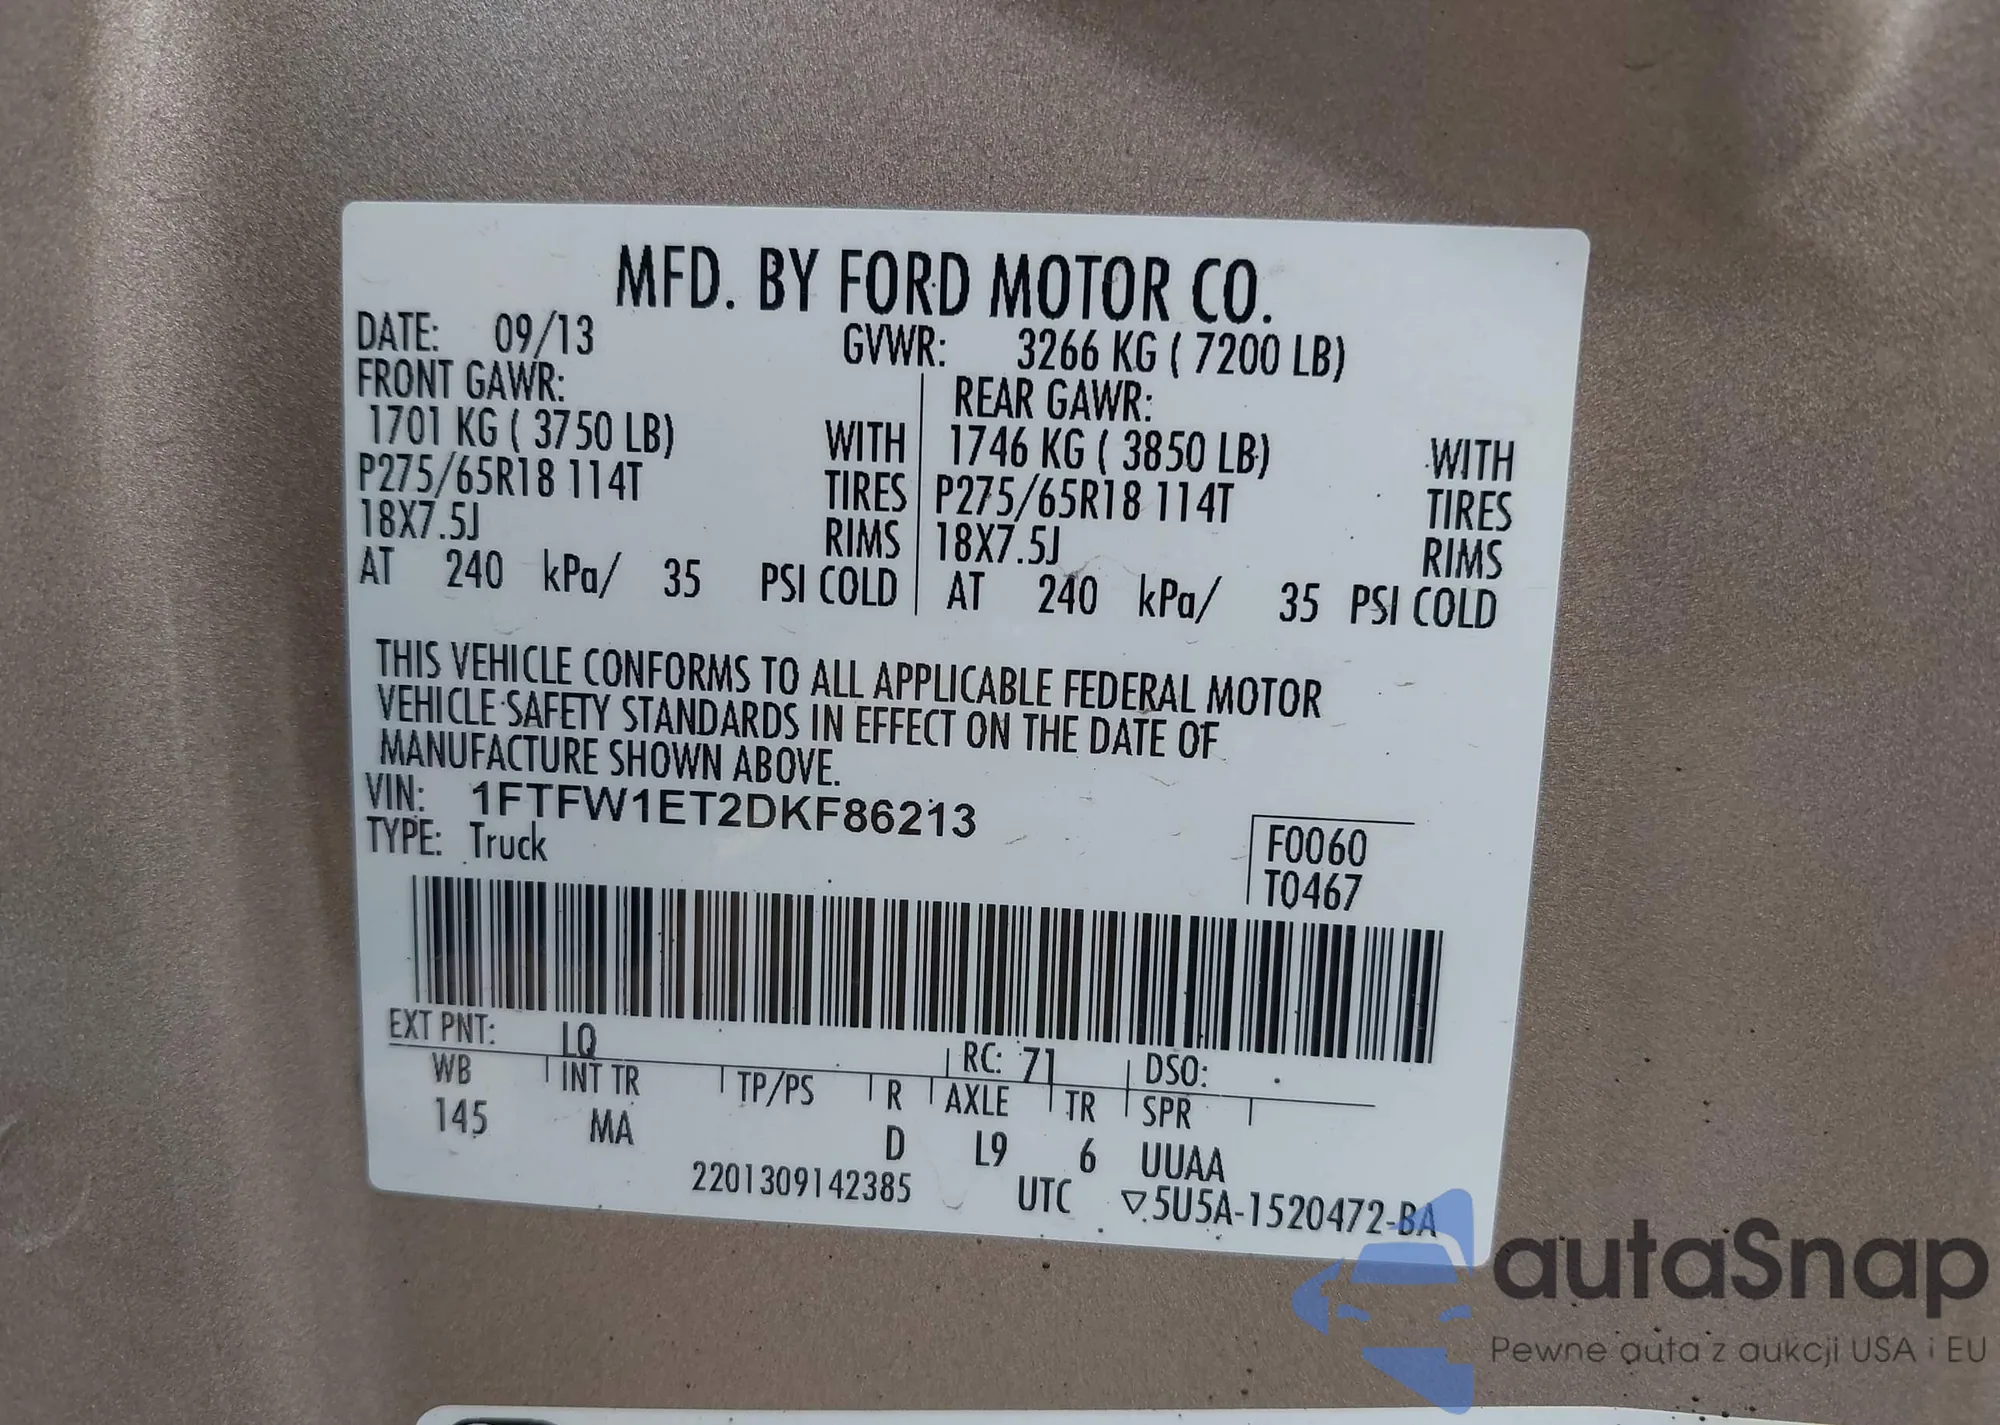 MFD. BY FORD MOTOR CO.
DATE: 09/13 GVWR: 3266 KG ( 7200 LB)
FRONT GAWR: REAR GAWR:
1701 KG ( 3750 LB) WITH 1746 KG ( 3850 LB) WITH
P275/65R18 114T TIRES P275/65R18 114T TIRES
18X7.5J RIMS 18X7.5J RIMS
AT 240 kPa/ 35 PSI COLD AT 240 kPa/ 35 PSI COLD
THIS VEHICLE CONFORMS TO ALL APPLICABLE FEDERAL MOTOR
VEHICLE SAFETY STANDARDS IN EFFECT ON THE DATE OF
MANUFACTURE SHOWN ABOVE.
VIN: 1FTFW1ET2DKF86213
TYPE: Truck
F0060
T0467
EXT PNT: LQ RC: 71 DSO:
WB INT TR TP/PS R AXLE TR SPR
145 MA D L9 6 UUAA
2201309142385 UTC ▽5U5A-1520472-BA
autaSnap
Pewne auta z aukcji USA i EU